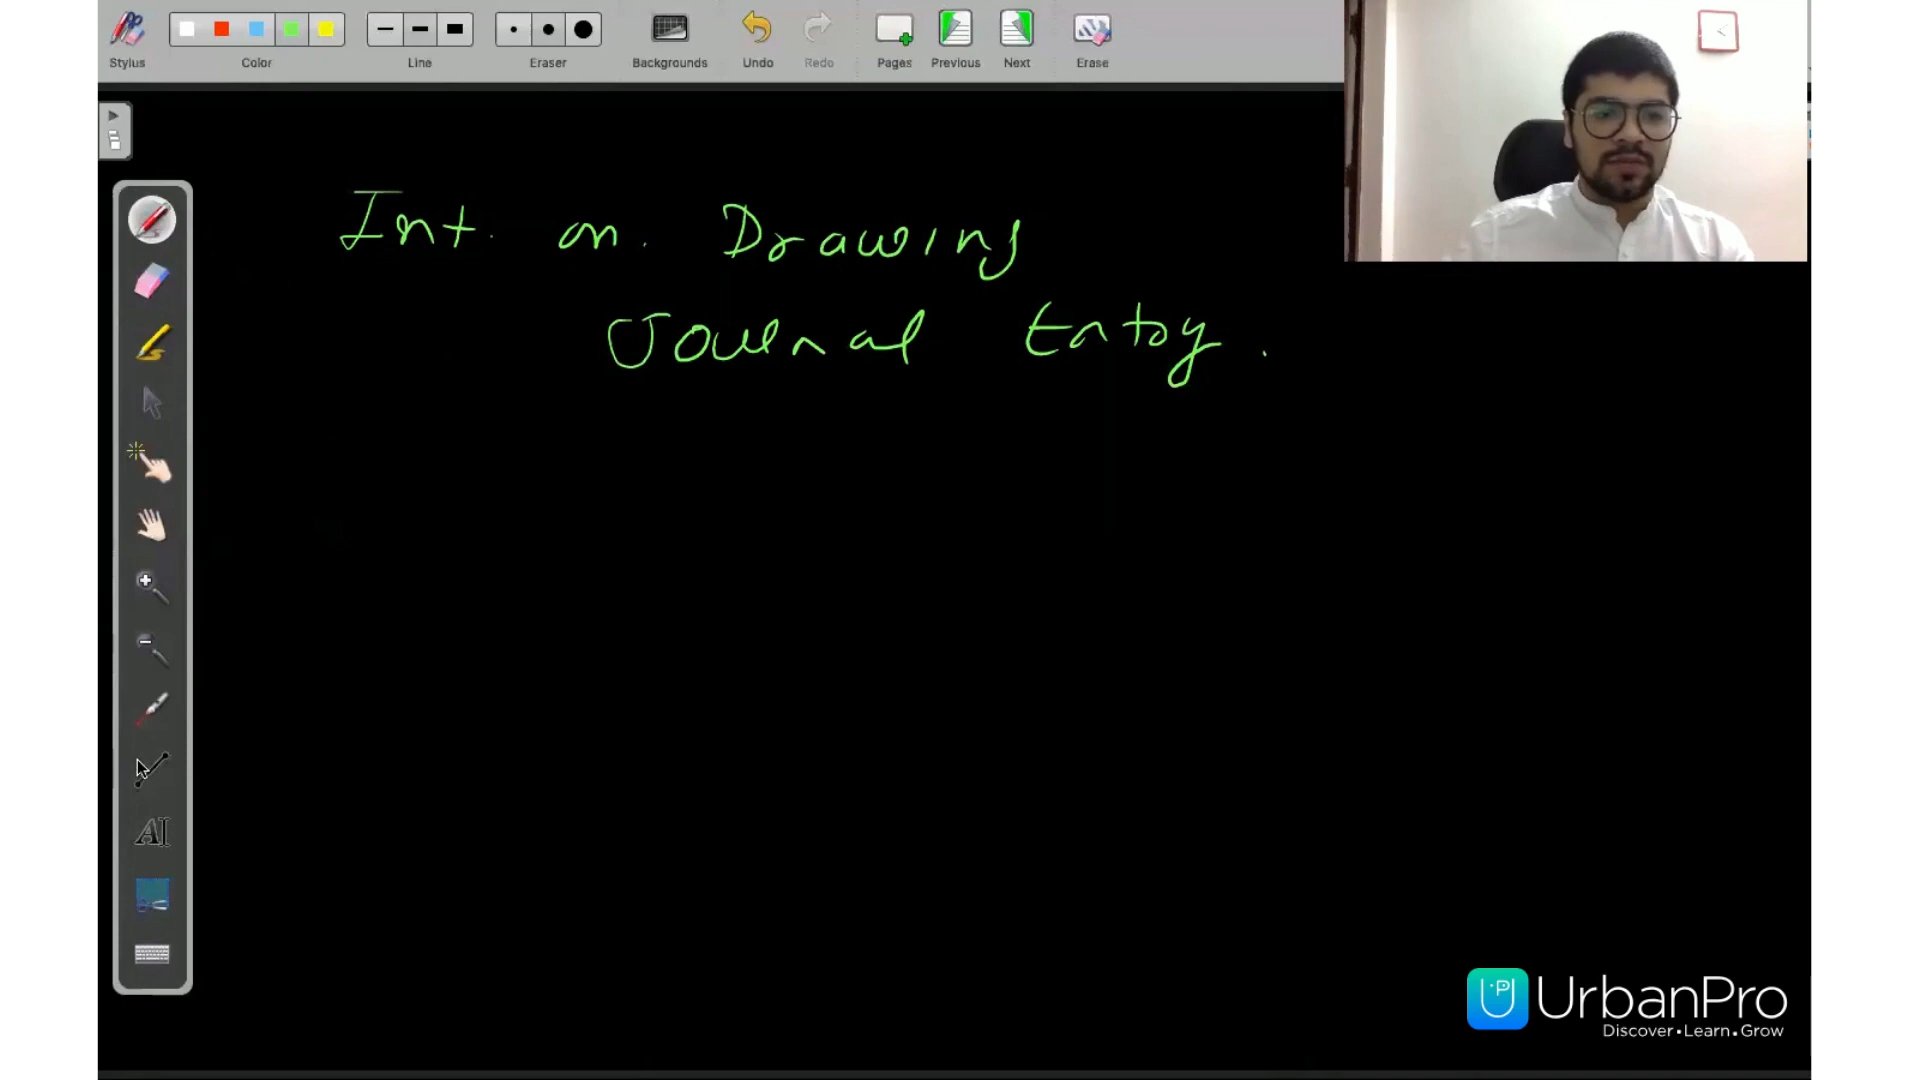 Stylus Color Line Eraser Backgrounds Undo Redo Pages Previous Next Erase
Int. on. Drawing
Journal Entry.
AI
UrbanPro
Discover•Learn•Grow